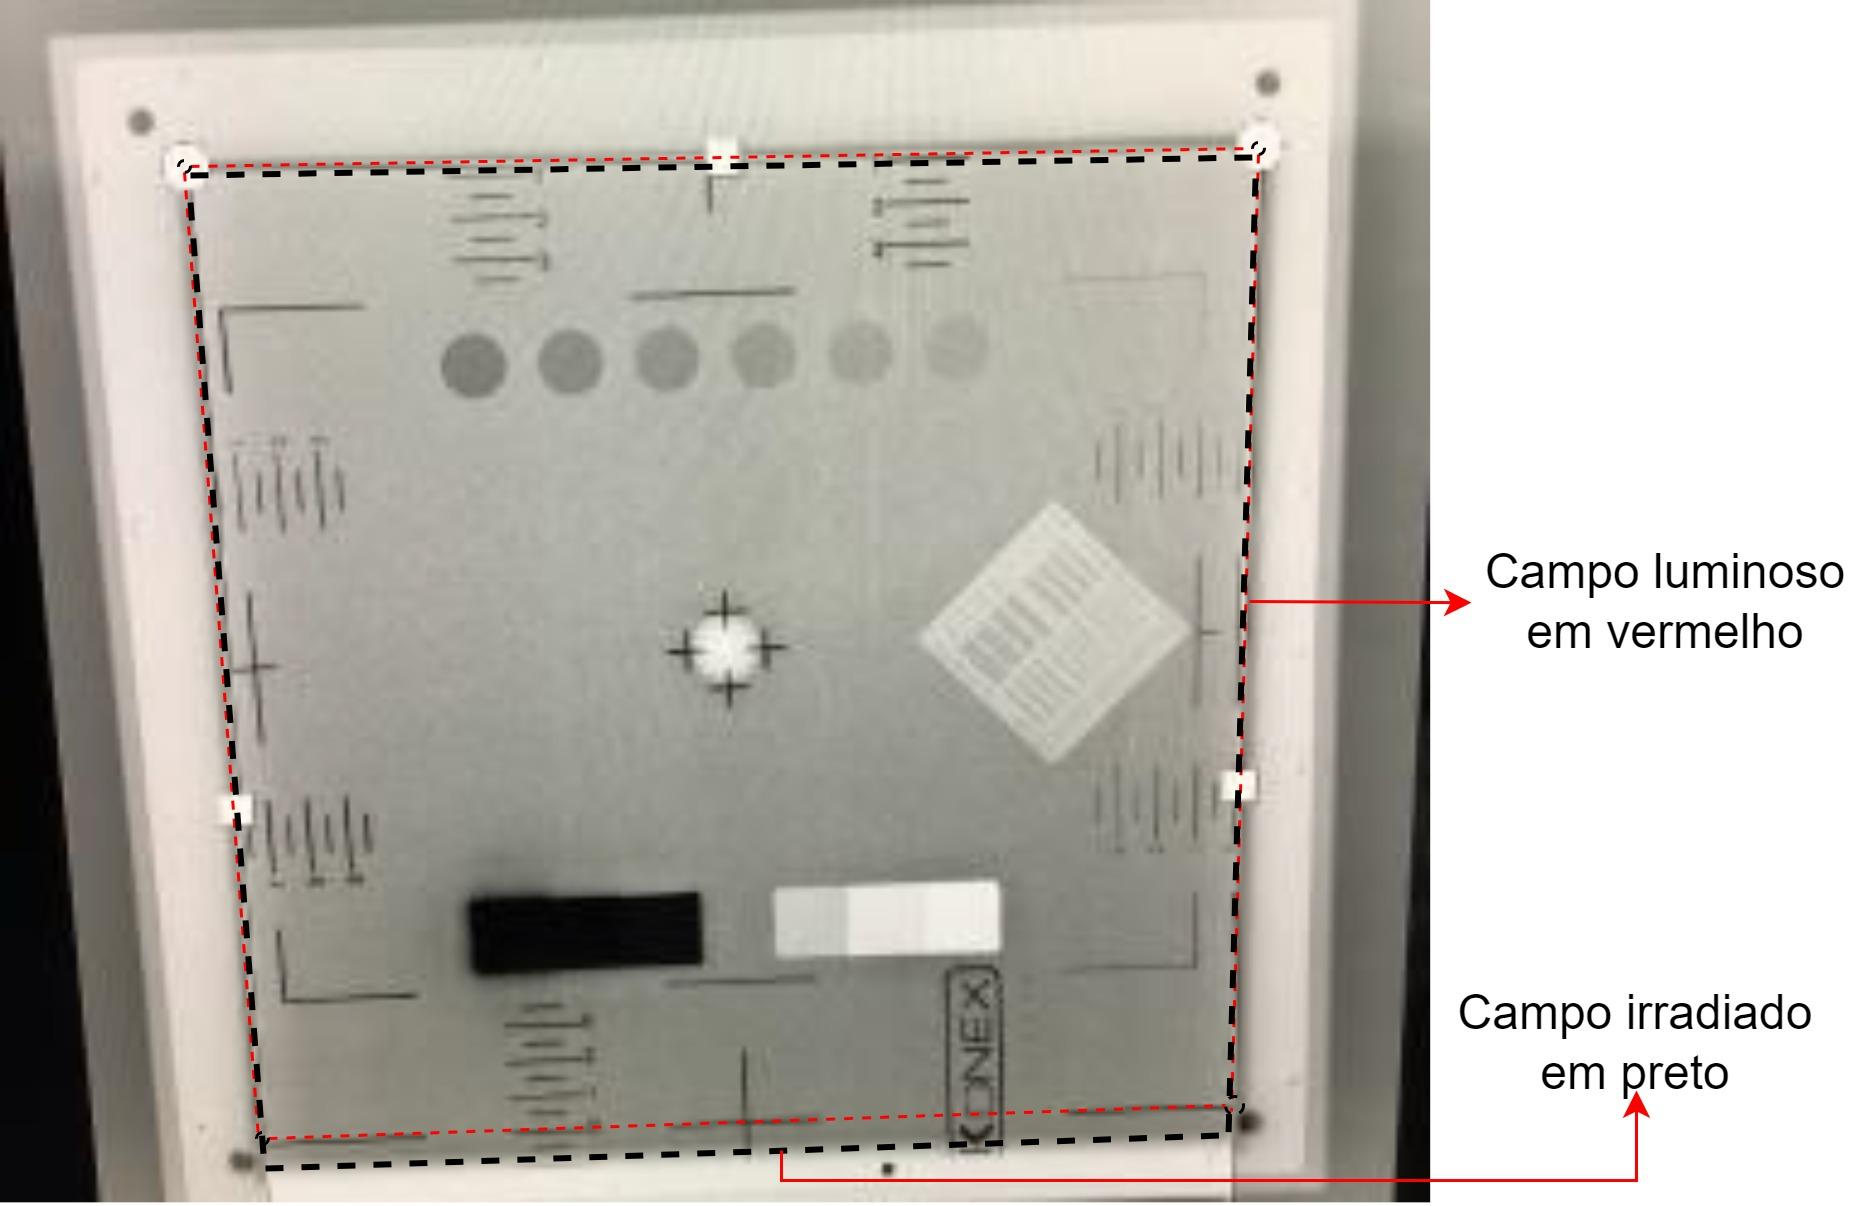 Campo luminoso
em vermelho
KONEX
Campo irradiado
em preto